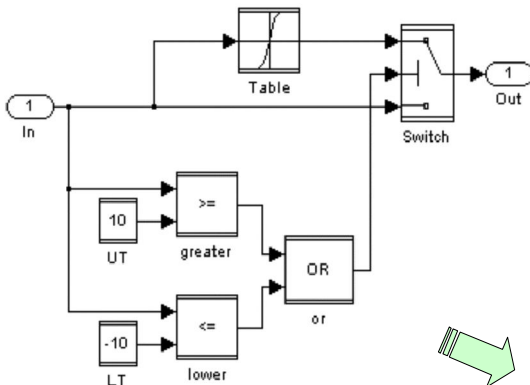 Table
1
In
1
Out
Switch
>=
greater
10
UT
OR
or
<=
lower
-10
LT